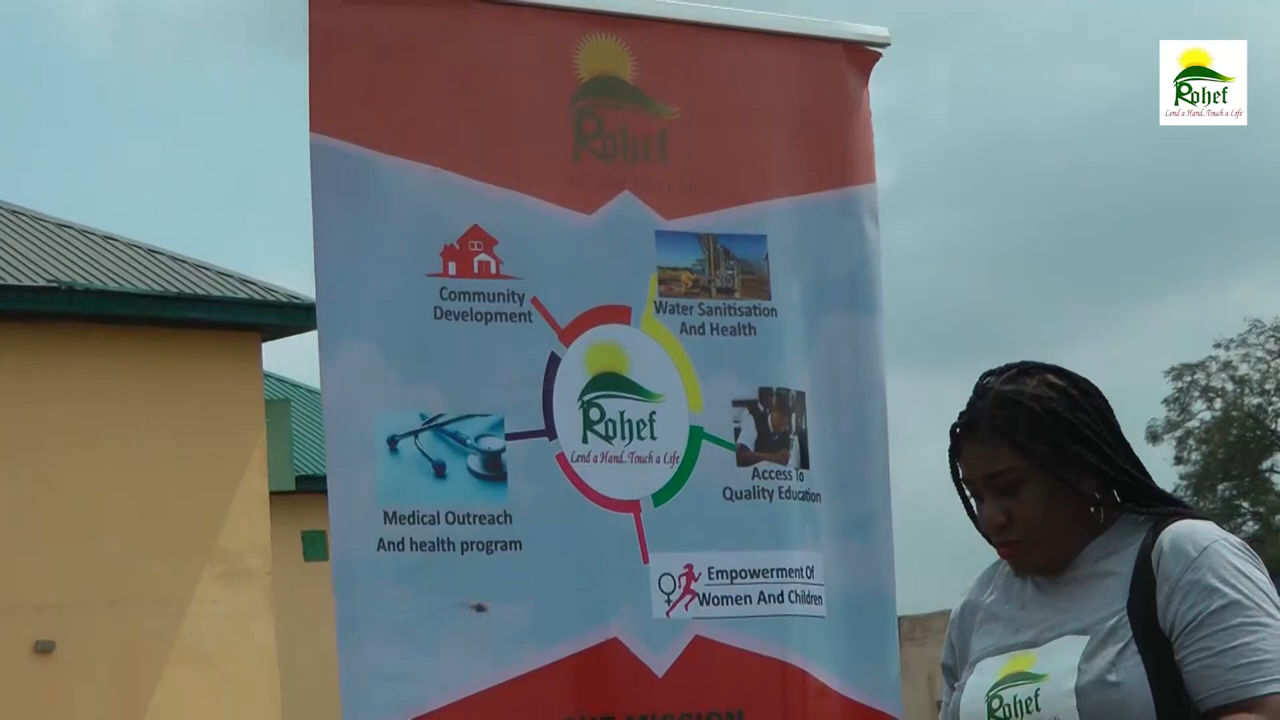 Rohef
Rohef
Lend a Hand..Touch a Life
Community
Development
Water Sanitisation
And Health
Rohef
Lend a Hand..Touch a Life
Access To
Quality Education
Medical Outreach
And health program
Empowerment Of
Women And Children
Rohef
MISSION